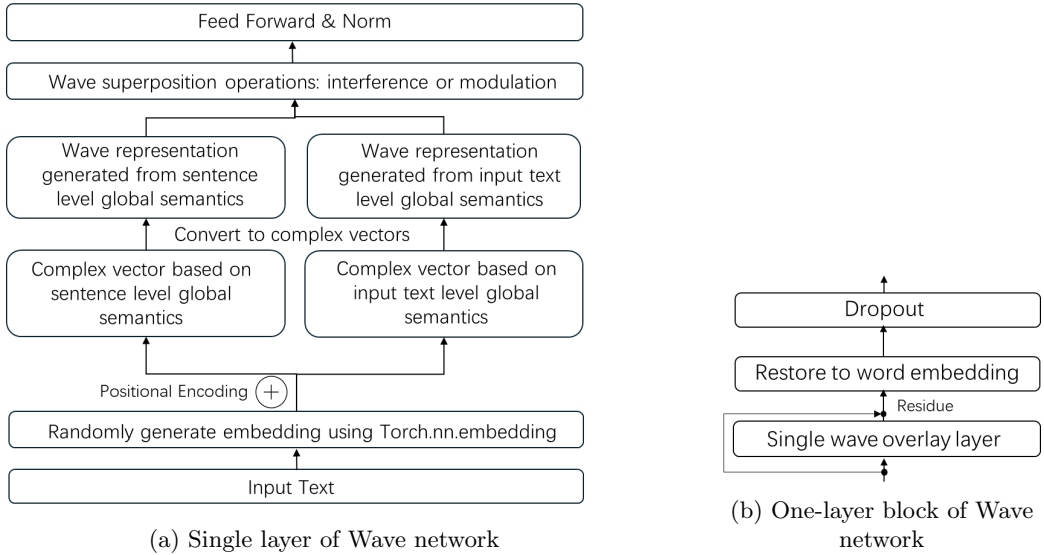 Feed Forward & Norm
Wave superposition operations: interference or modulation
Wave representation
generated from sentence
level global semantics
Wave representation
generated from input text
level global semantics
Convert to complex vectors
Complex vector based on
sentence level global
semantics
Complex vector based on
input text level global
semantics
Positional Encoding +
Randomly generate embedding using Torch.nn.embedding
Input Text
(a) Single layer of Wave network
Dropout
Restore to word embedding
Residue
Single wave overlay layer
(b) One-layer block of Wave
network